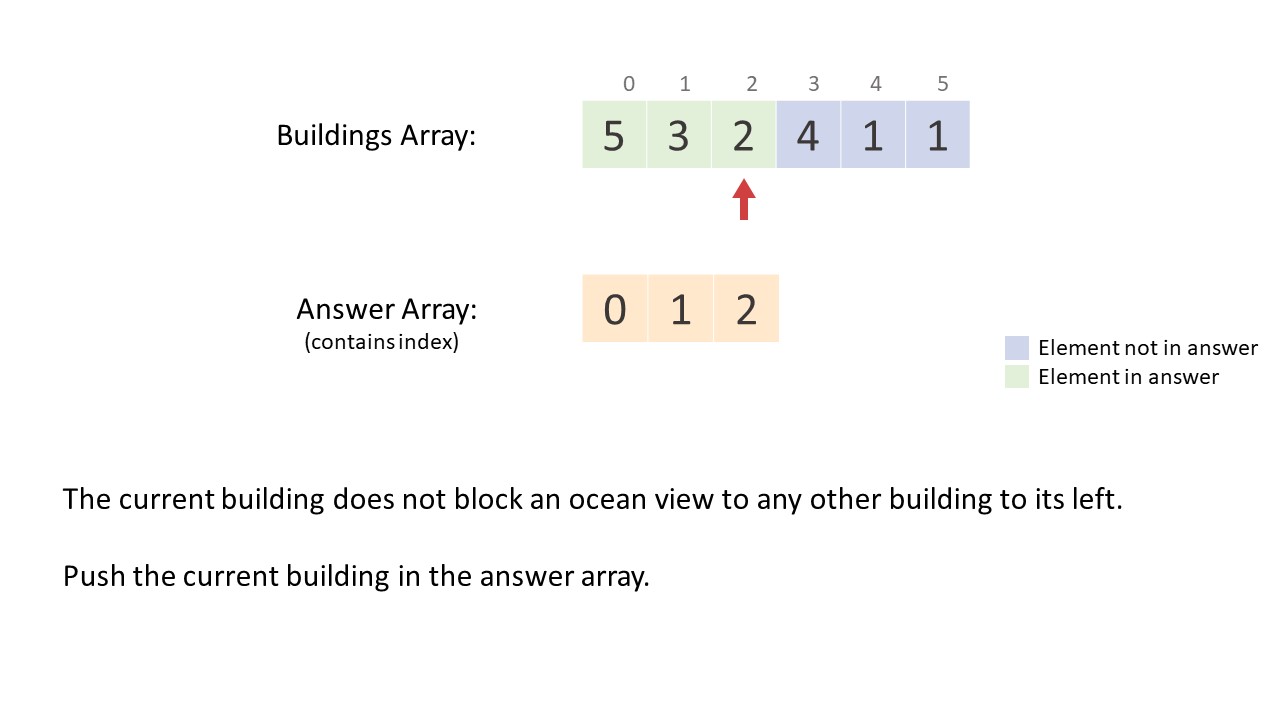 0 1 2 3 4 5
Buildings Array: 5 3 2 4 1 1
Answer Array: 0 1 2
(contains index)
Element not in answer
Element in answer
The current building does not block an ocean view to any other building to its left.
Push the current building in the answer array.